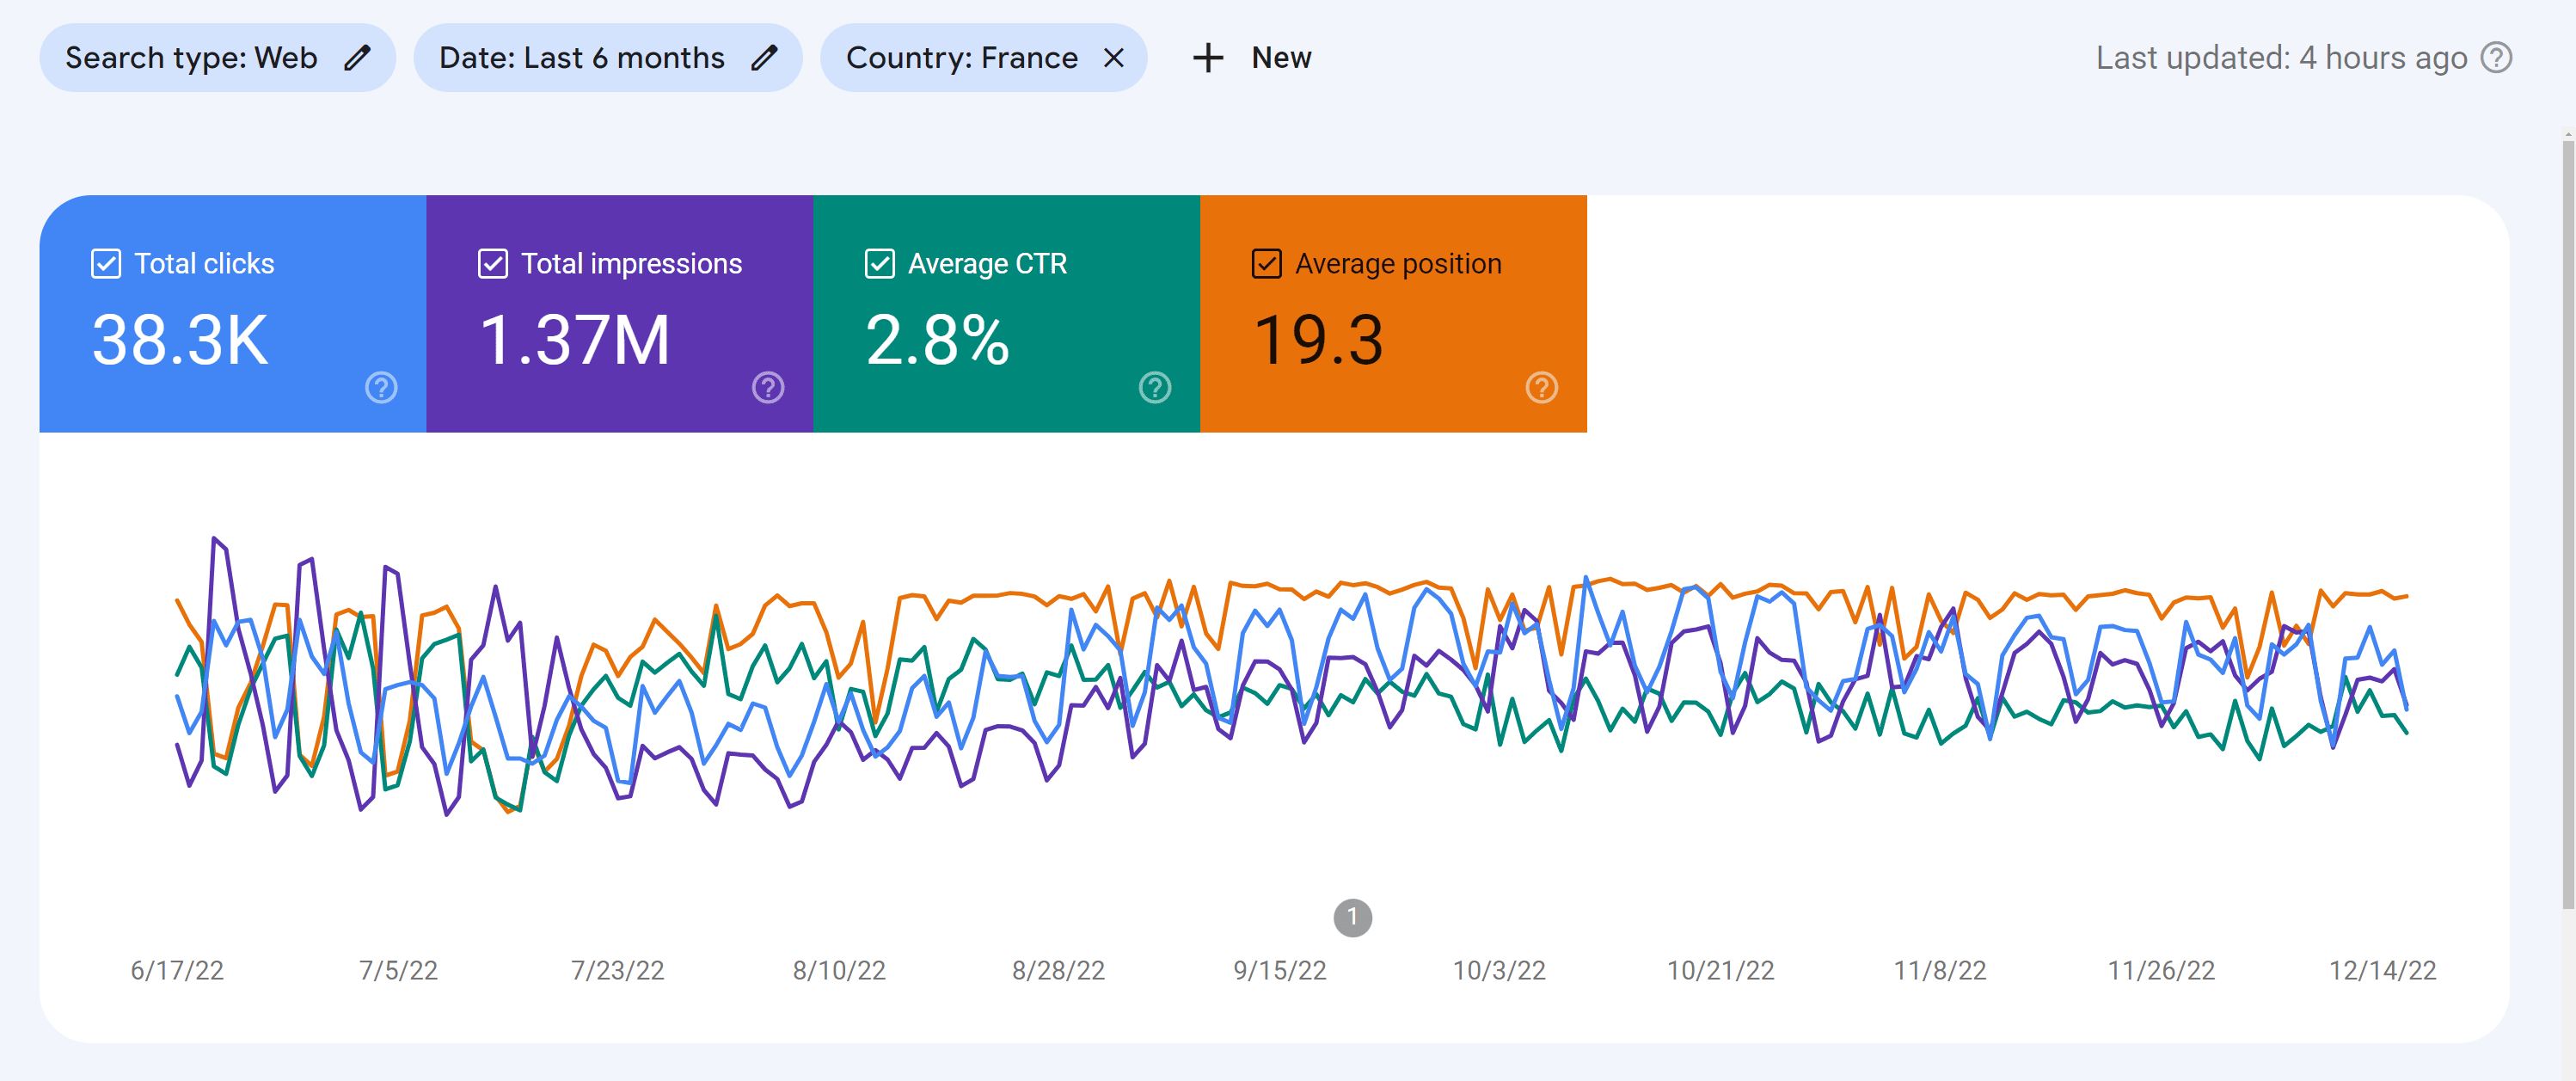 Search type: Web
Date: Last 6 months
Country: France
New
Last updated: 4 hours ago
Total clicks
38.3K
Total impressions
1.37M
Average CTR
2.8%
Average position
19.3
1
6/17/22
7/5/22
7/23/22
8/10/22
8/28/22
9/15/22
10/3/22
10/21/22
11/8/22
11/26/22
12/14/22